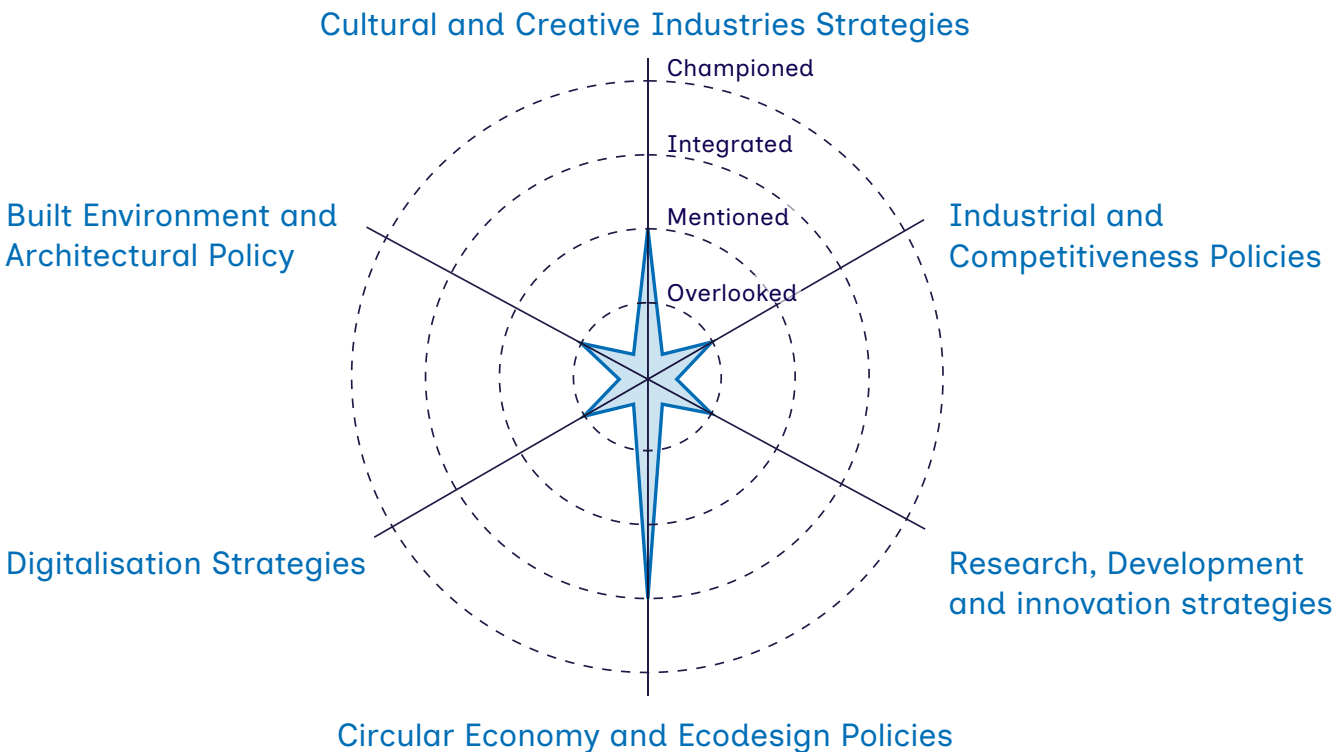 Cultural and Creative Industries Strategies
Championed
Integrated
Mentioned
Overlooked
Built Environment and
Architectural Policy
Industrial and
Competitiveness Policies
Digitalisation Strategies
Research, Development
and innovation strategies
Circular Economy and Ecodesign Policies